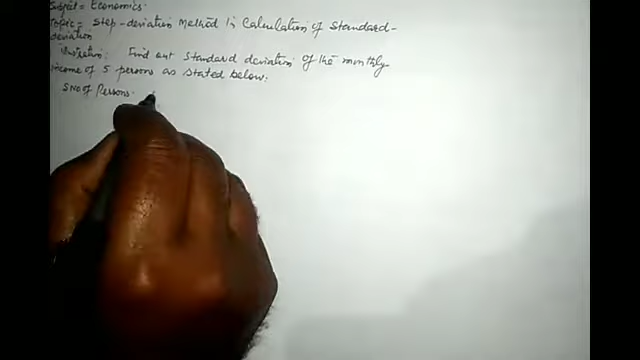 Subject = Economics.
Topic = Step-deviation Method in Calculation of Standard-
deviation
Illustration: Find out Standard deviation of the monthly
income of 5 persons as stated below:
S No of Persons.